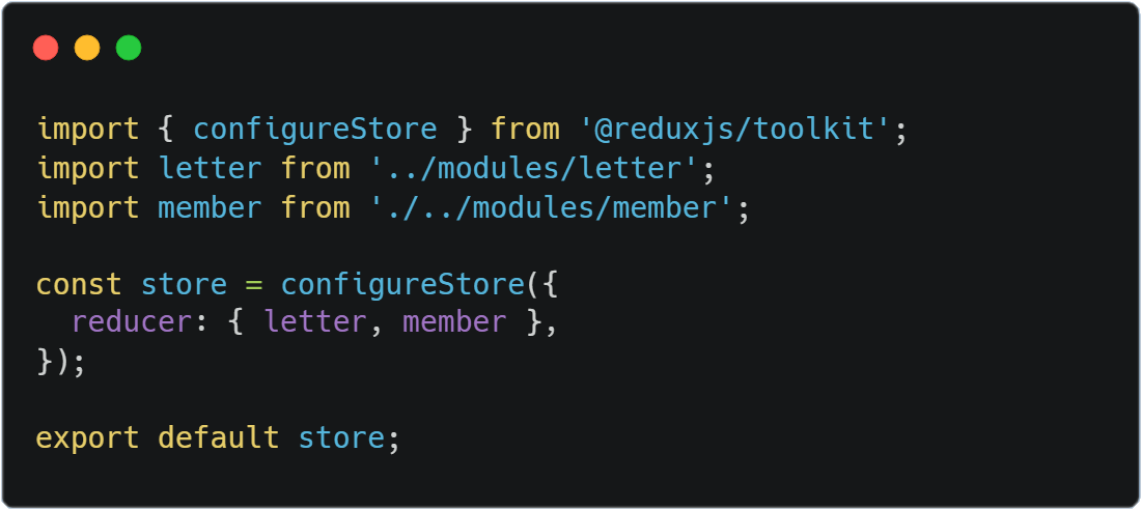 import { configureStore } from '@reduxjs/toolkit';
import letter from '../modules/letter';
import member from './../modules/member';
const store = configureStore({
  reducer: { letter, member },
});
export default store;